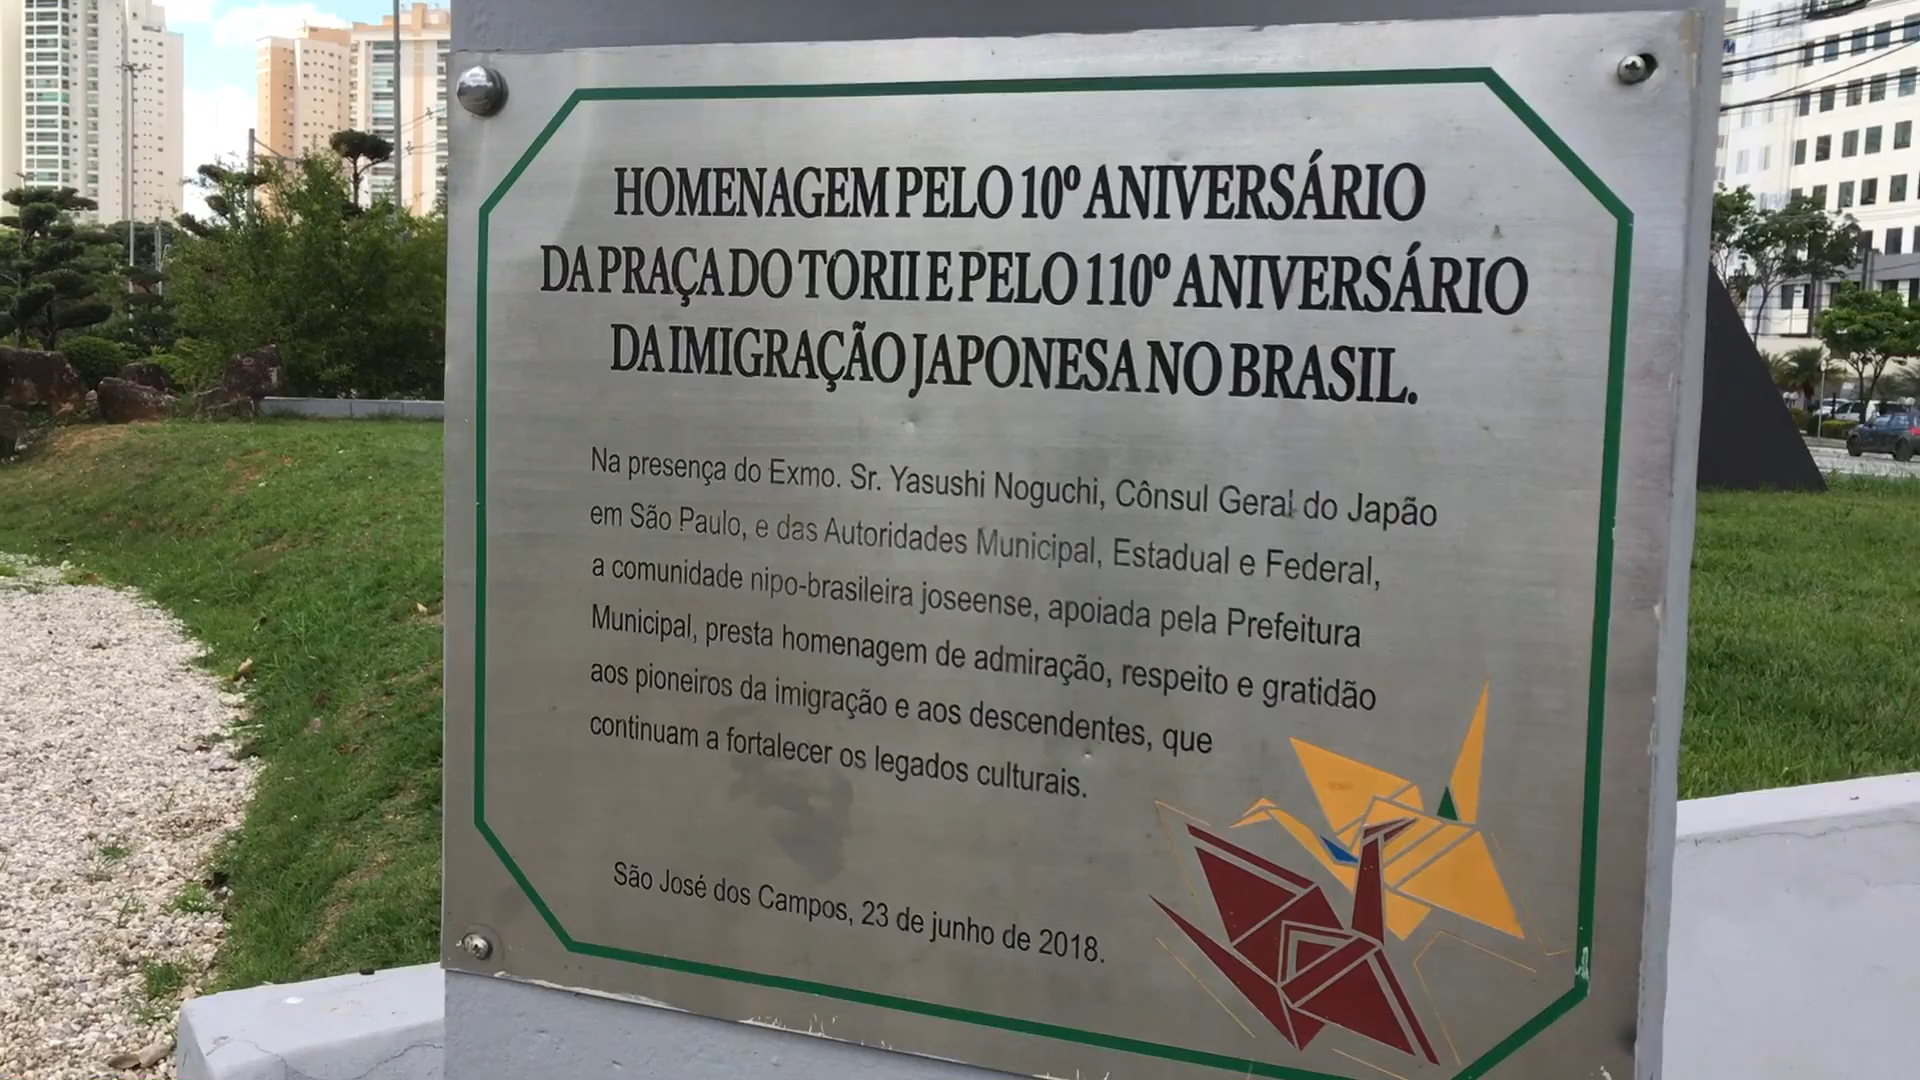 HOMENAGEM PELO 10º ANIVERSÁRIO
DA PRAÇA DO TORII E PELO 110º ANIVERSÁRIO
DA IMIGRAÇÃO JAPONESA NO BRASIL.
Na presença do Exmo. Sr. Yasushi Noguchi, Cônsul Geral do Japão
em São Paulo, e das Autoridades Municipal, Estadual e Federal,
a comunidade nipo-brasileira joseense, apoiada pela Prefeitura
Municipal, presta homenagem de admiração, respeito e gratidão
aos pioneiros da imigração e aos descendentes, que
continuam a fortalecer os legados culturais.
São José dos Campos, 23 de junho de 2018.